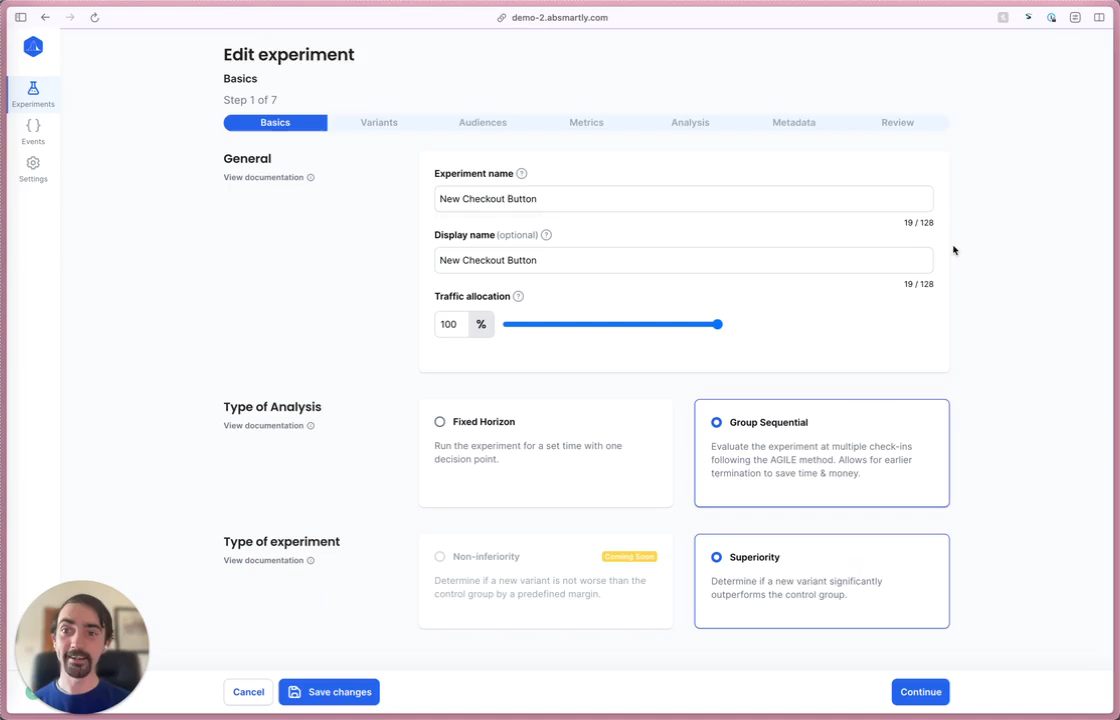 demo-2.absmartly.com
Edit experiment
Basics
Step 1 of 7
Basics
Variants
Audiences
Metrics
Analysis
Metadata
Review
Experiments
Events
Settings
General
View documentation
Experiment name
New Checkout Button
19 / 128
Display name (optional)
New Checkout Button
19 / 128
Traffic allocation
100 %
Type of Analysis
View documentation
Fixed Horizon
Run the experiment for a set time with one
decision point.
Group Sequential
Evaluate the experiment at multiple check-ins
following the AGILE method. Allows for earlier
termination to save time & money.
Type of experiment
View documentation
Non-inferiority
Coming Soon
Determine if a new variant is not worse than the
control group by a predefined margin.
Superiority
Determine if a new variant significantly
outperforms the control group.
Cancel
Save changes
Continue